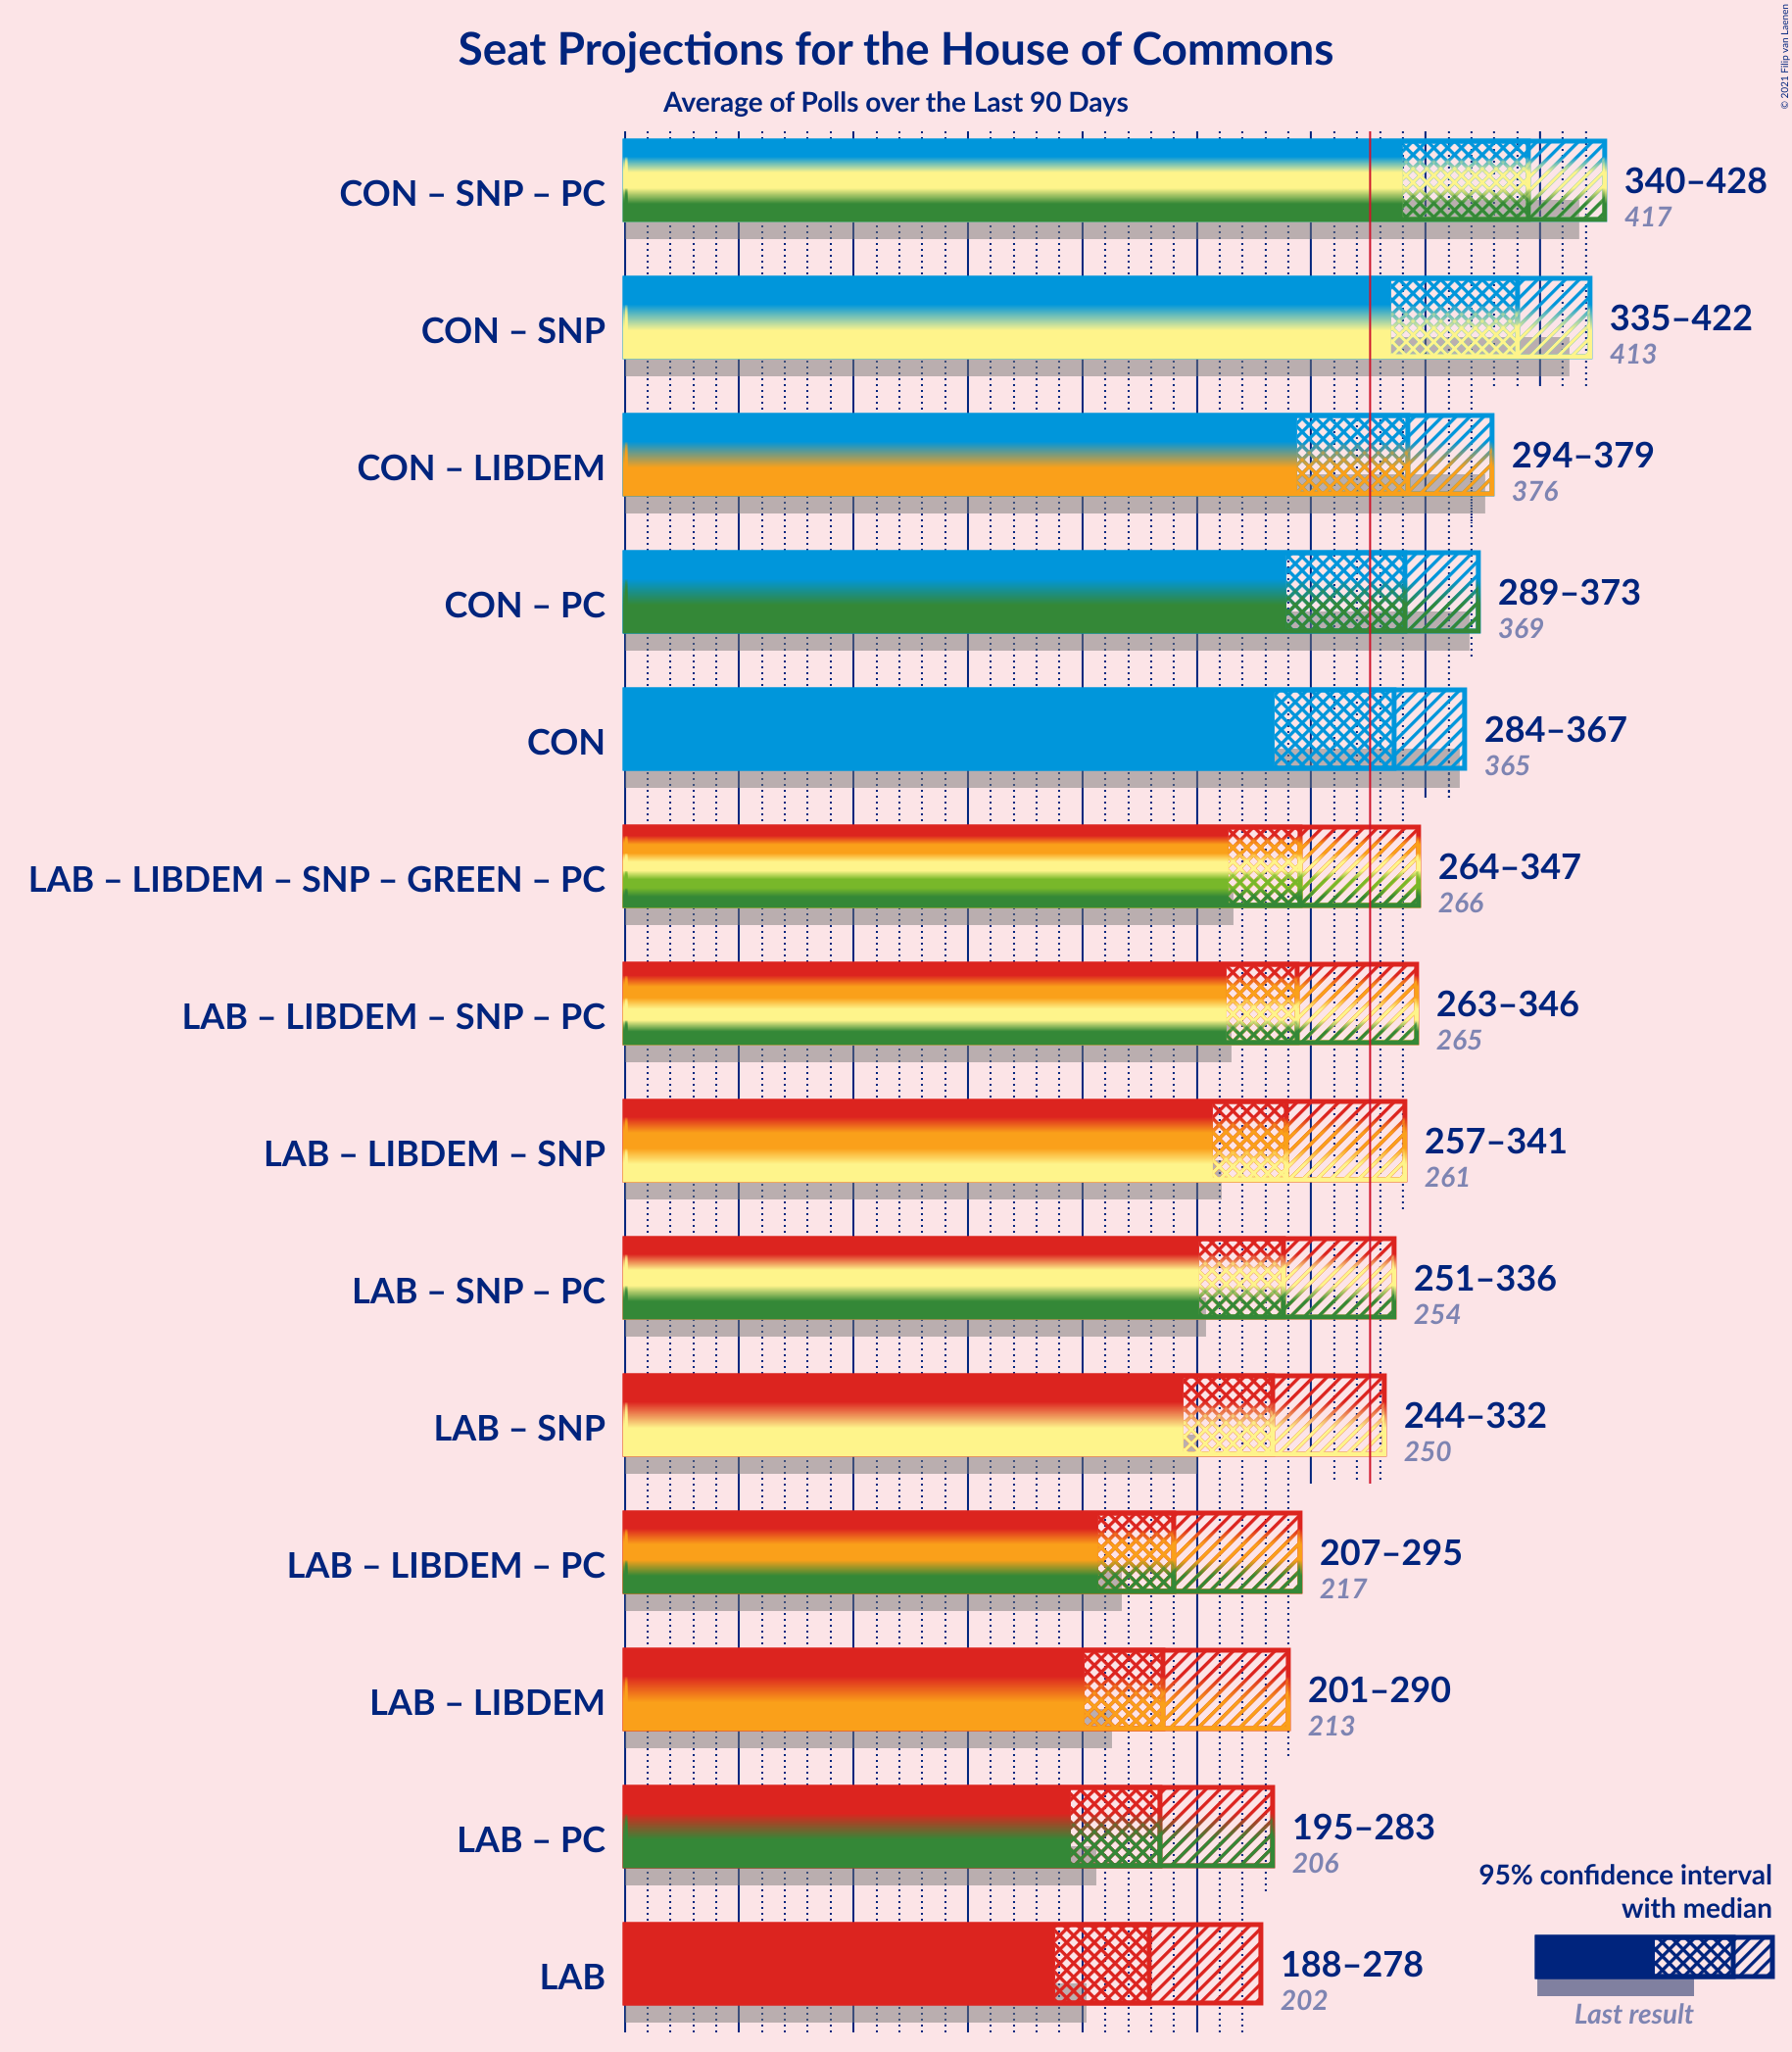 Seat Projections for the House of Commons
Average of Polls over the Last 90 Days
© 2021 Filip van Laenen
CON – SNP – PC
340–428
417
CON – SNP
335–422
413
CON – LIBDEM
294–379
376
CON – PC
289–373
369
CON
284–367
365
LAB – LIBDEM – SNP – GREEN – PC
264–347
266
LAB – LIBDEM – SNP – PC
263–346
265
LAB – LIBDEM – SNP
257–341
261
LAB – SNP – PC
251–336
254
LAB – SNP
244–332
250
LAB – LIBDEM – PC
207–295
217
LAB – LIBDEM
201–290
213
LAB – PC
195–283
206
LAB
188–278
202
95% confidence interval
with median
Last result